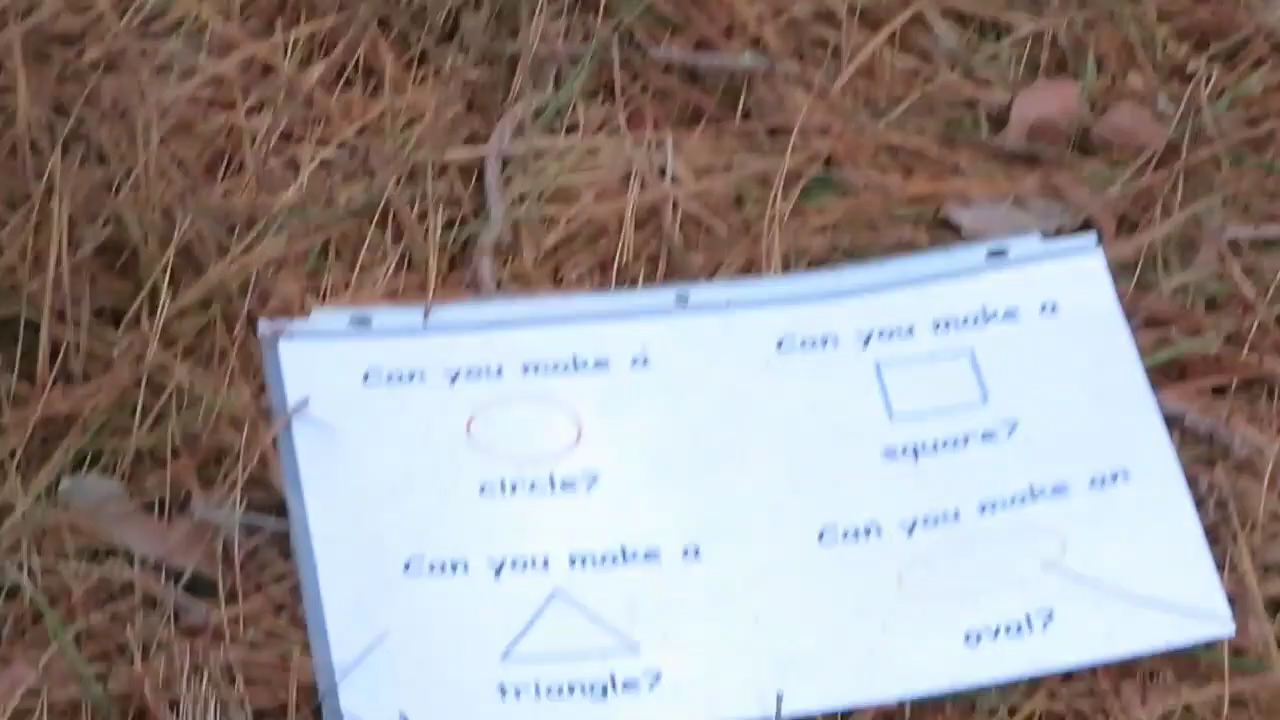 Can you make a
circle?
Can you make a
square?
Can you make a
triangle?
Can you make an
oval?